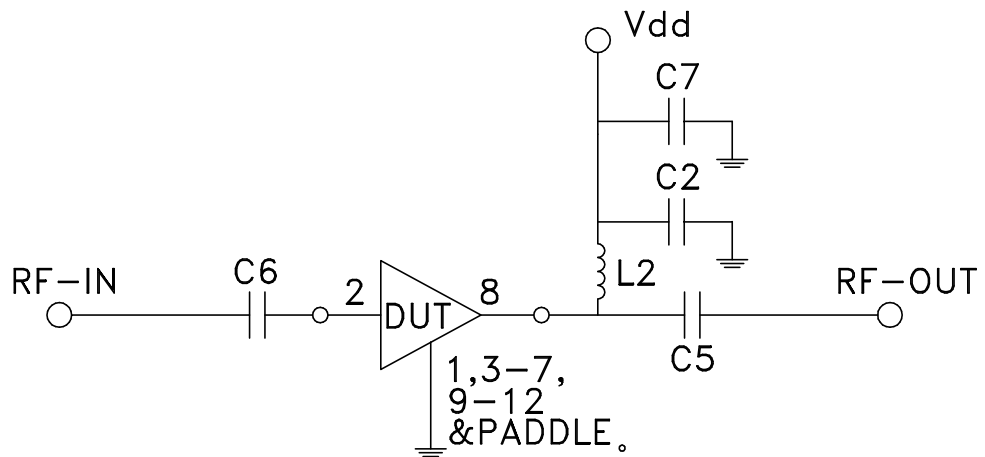 Vdd
C7
C2
L2
RF-IN
C6
2
DUT
8
RF-OUT
C5
1,3-7,
9-12
&PADDLE。